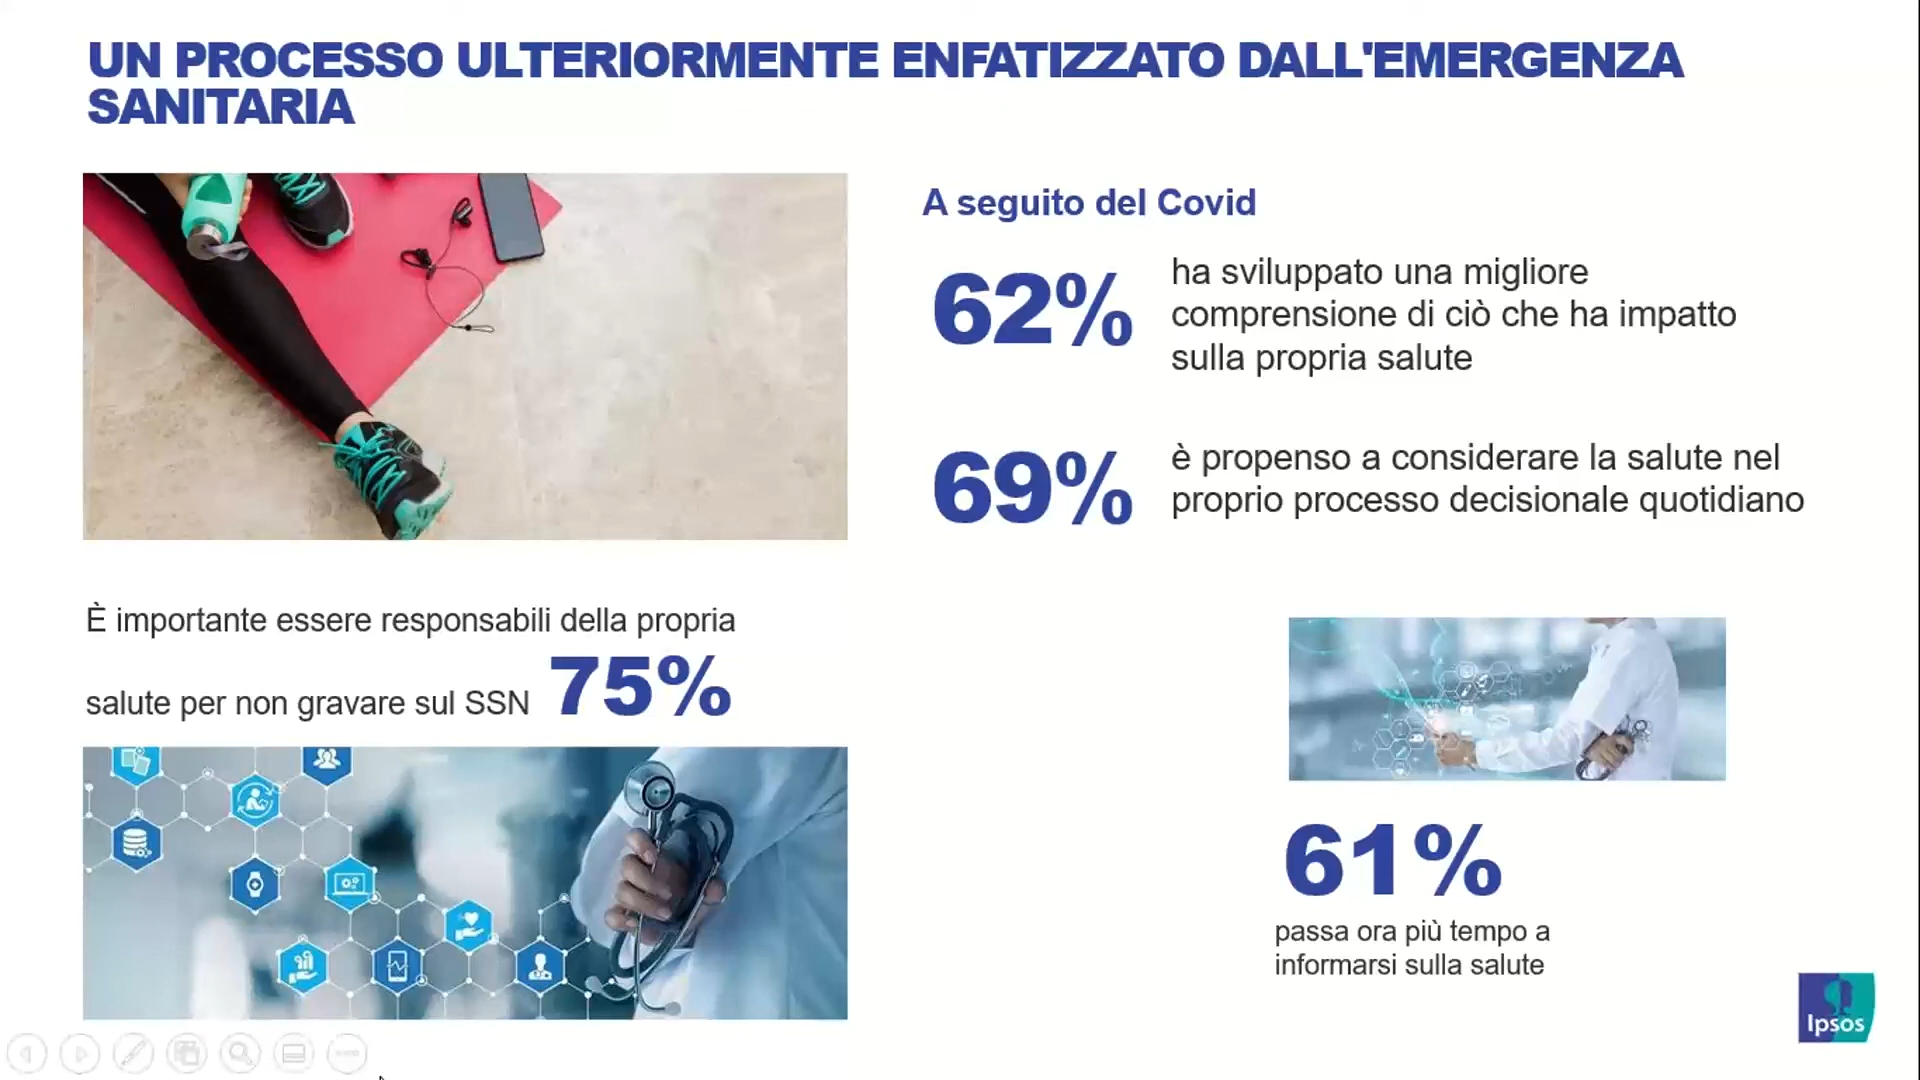 UN PROCESSO ULTERIORMENTE ENFATIZZATO DALL'EMERGENZA
SANITARIA
A seguito del Covid
62%
ha sviluppato una migliore
comprensione di ciò che ha impatto
sulla propria salute
69%
è propenso a considerare la salute nel
proprio processo decisionale quotidiano
È importante essere responsabili della propria
salute per non gravare sul SSN 75%
61%
passa ora più tempo a
informarsi sulla salute
Ipsos